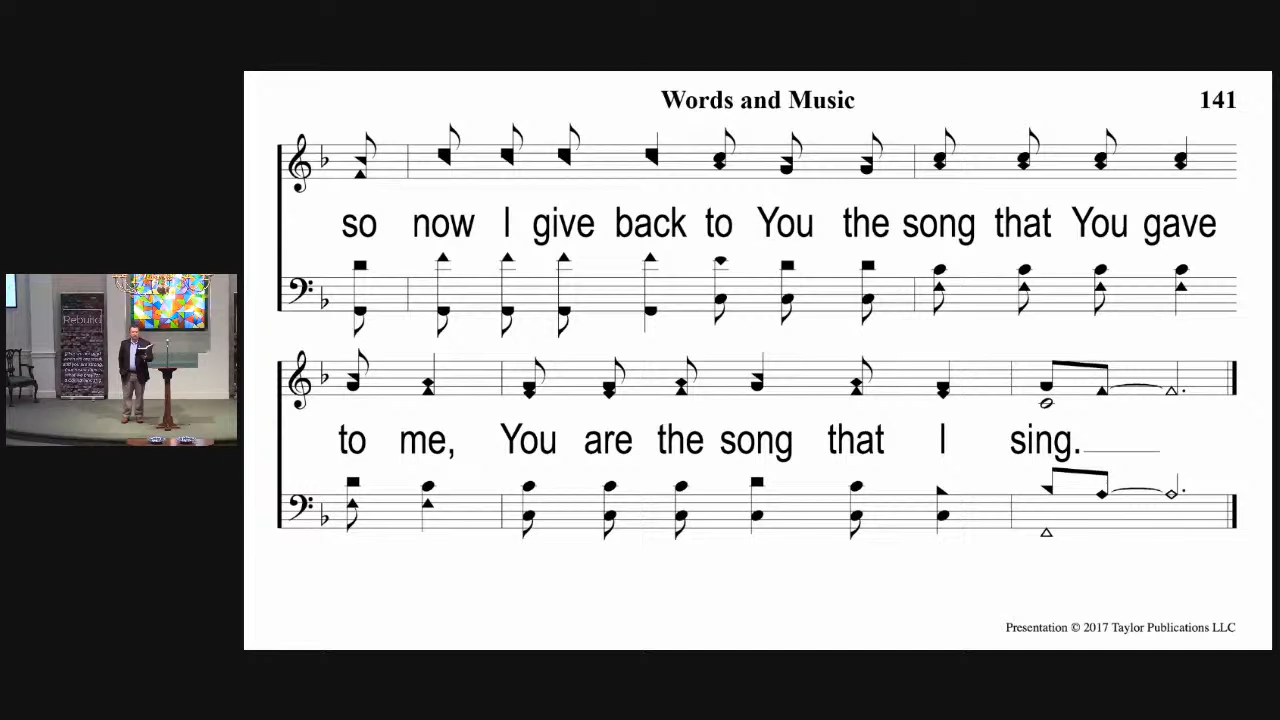 Words and Music
141
so now I give back to You the song that You gave
to me, You are the song that I sing.
Presentation © 2017 Taylor Publications LLC
Rebuild